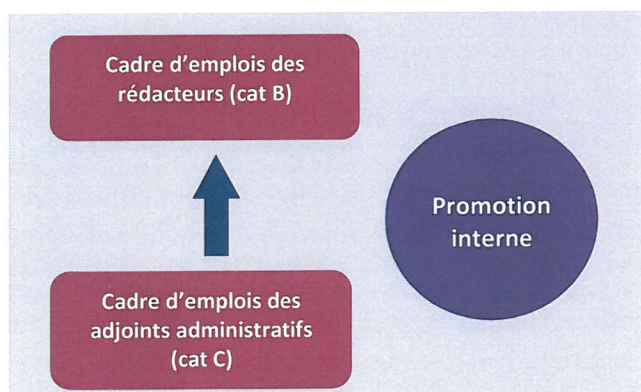 Cadre d'emplois des
rédacteurs (cat B)
Promotion
interne
Cadre d'emplois des
adjoints administratifs
(cat C)